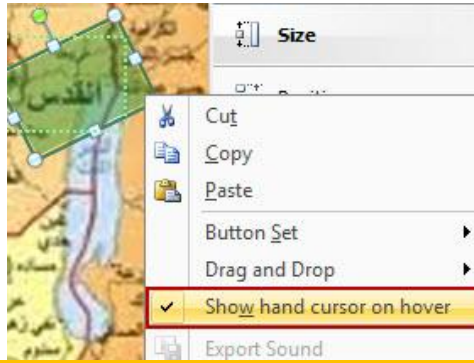 Size
القدس
Cut
Copy
Paste
Button Set
Drag and Drop
Show hand cursor on hover
Export Sound